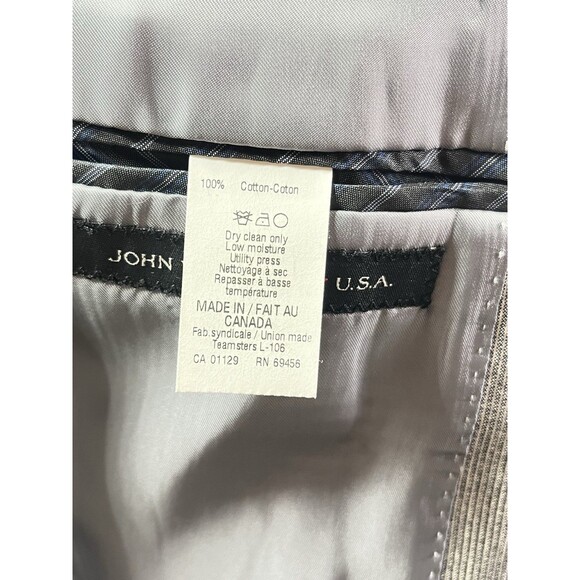 100% Cotton-Coton
Dry clean only
Low moisture
Utility press
Nettoyage à sec
Repasser à basse
température
MADE IN / FAIT AU
CANADA
Fab.syndicale / Union made
Teamsters L-106
CA 01129 RN 69456
JOHN U.S.A.